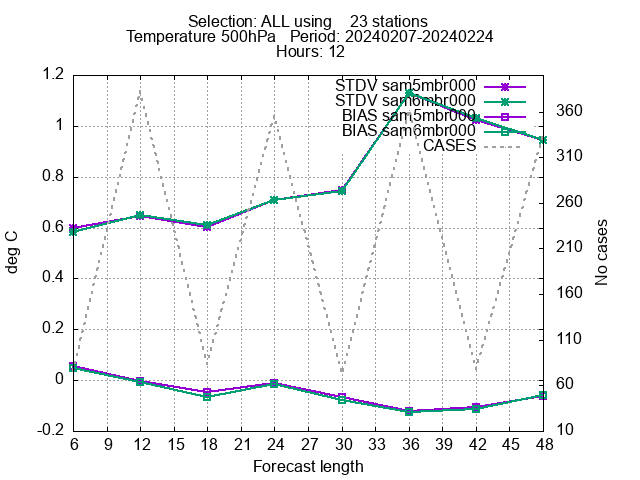 Selection: ALL using    23 stations
Temperature 500hPa   Period: 20240207-20240224
Hours: 12
STDV sam5mbr000
STDV sam6mbr000
BIAS sam5mbr000
BIAS sam6mbr000
CASES
1.2
1
0.8
0.6
0.4
0.2
0
-0.2
deg C
360
310
260
210
160
110
60
10
No cases
6 9 12 15 18 21 24 27 30 33 36 39 42 45 48
Forecast length